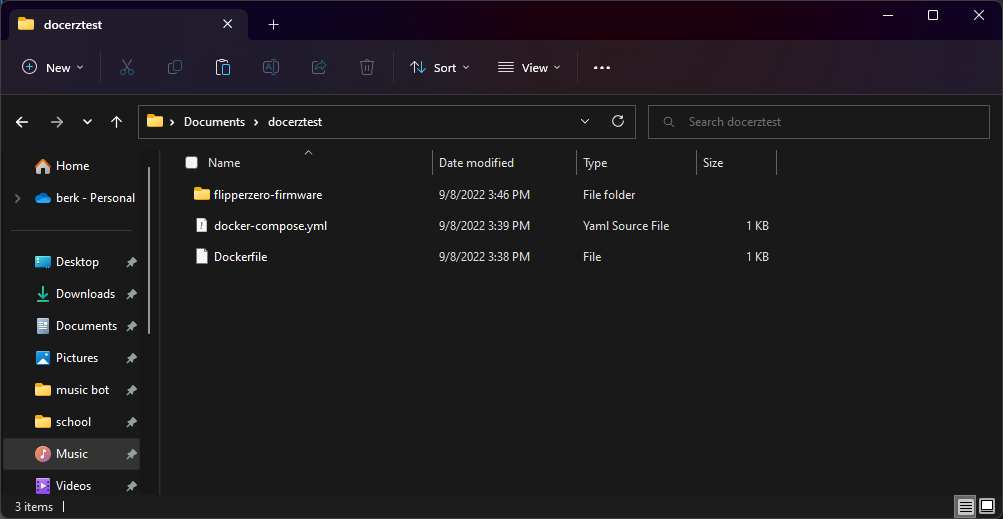 docerztest
New
Sort
View
Documents > docerztest
Search docerztest
Home
berk - Personal
Desktop
Downloads
Documents
Pictures
music bot
school
Music
Videos
Name Date modified Type Size
flipperzero-firmware 9/8/2022 3:46 PM File folder
docker-compose.yml 9/8/2022 3:39 PM Yaml Source File 1 KB
Dockerfile 9/8/2022 3:38 PM File 1 KB
3 items